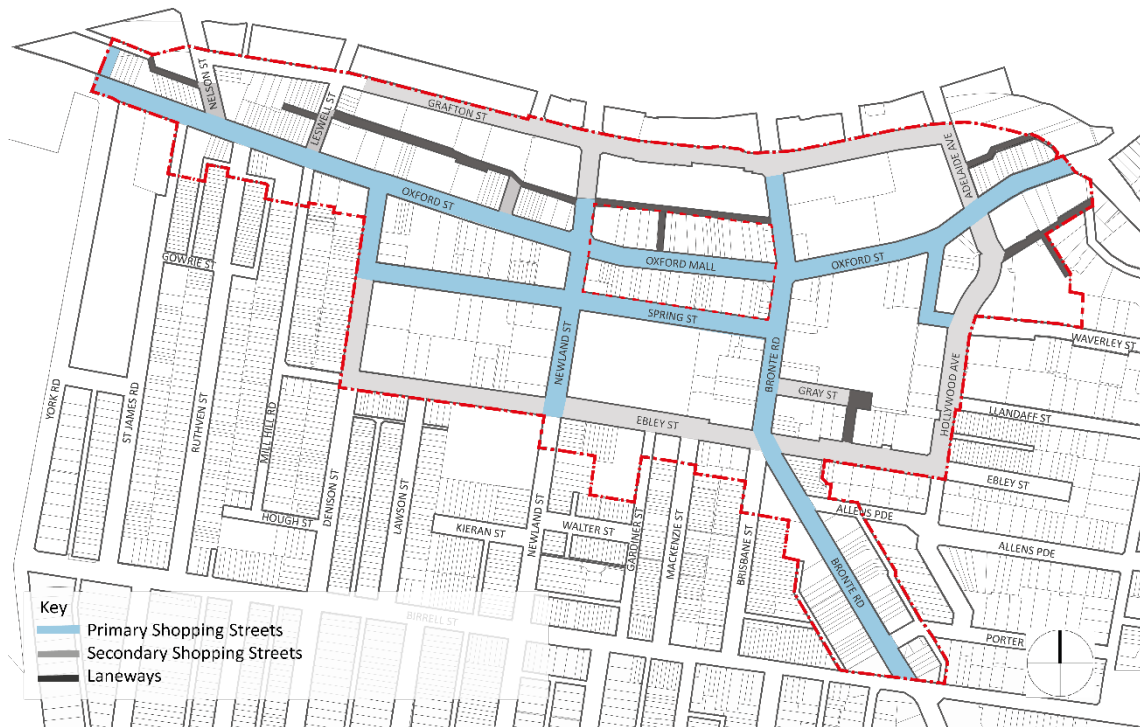 NELSON ST
LESWELL ST
GRAFTON ST
ADELAIDE AVE
OXFORD ST
OXFORD MALL
OXFORD ST
GOWRIE ST
SPRING ST
NEWLAND ST
BRONTE RD
WAVERLEY ST
HOLLYWOOD AVE
GRAY ST
LLANDAFF ST
EBLEY ST
EBLEY ST
YORK RD
ST JAMES RD
RUTHVEN ST
MILL HILL RD
DENISON ST
LAWSON ST
HOUGH ST
KIERAN ST
NEWLAND ST
WALTER ST
GARDINER ST
MACKENZIE ST
BRISBANE ST
ALLENS PDE
ALLENS PDE
BRONTE RD
PORTER
BIRRELL ST
Key
Primary Shopping Streets
Secondary Shopping Streets
Laneways